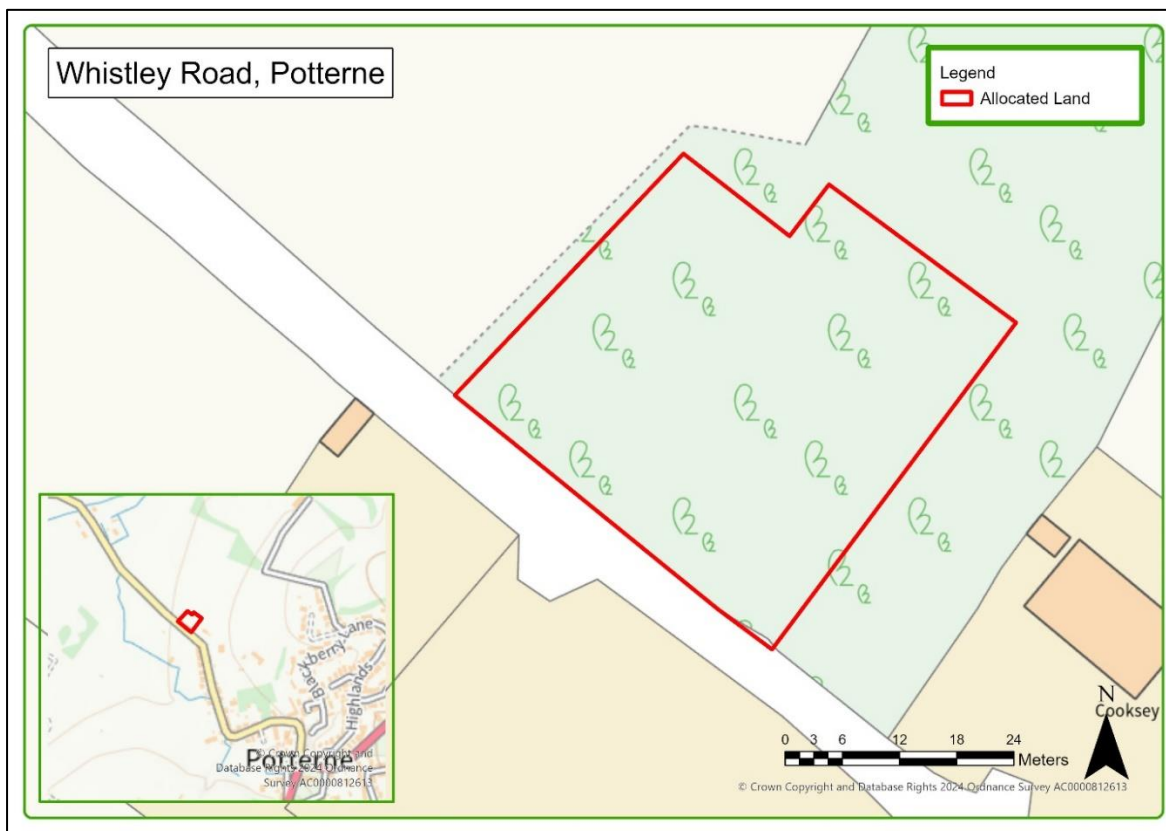 Whistley Road, Potterne
Legend
Allocated Land
Blackberry Lane
Highlands
Potterne
© Crown Copyright and
Database Rights 2024 Ordnance
Survey AC0000812613
N
Cooksey
0 3 6 12 18 24
Meters
© Crown Copyright and Database Rights 2024 Ordnance Survey AC0000812613